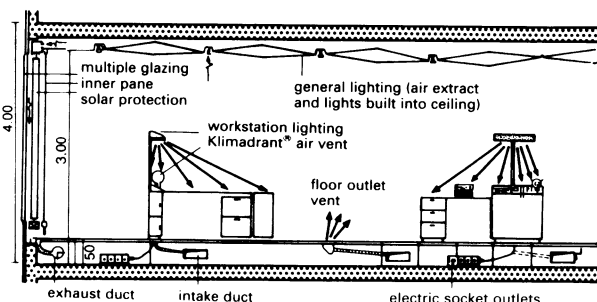 multiple glazing
inner pane
solar protection
general lighting (air extract
and lights built into ceiling)
4.00
3.00
workstation lighting
Klimadrant® air vent
floor outlet
vent
50
exhaust duct
intake duct
electric socket outlets